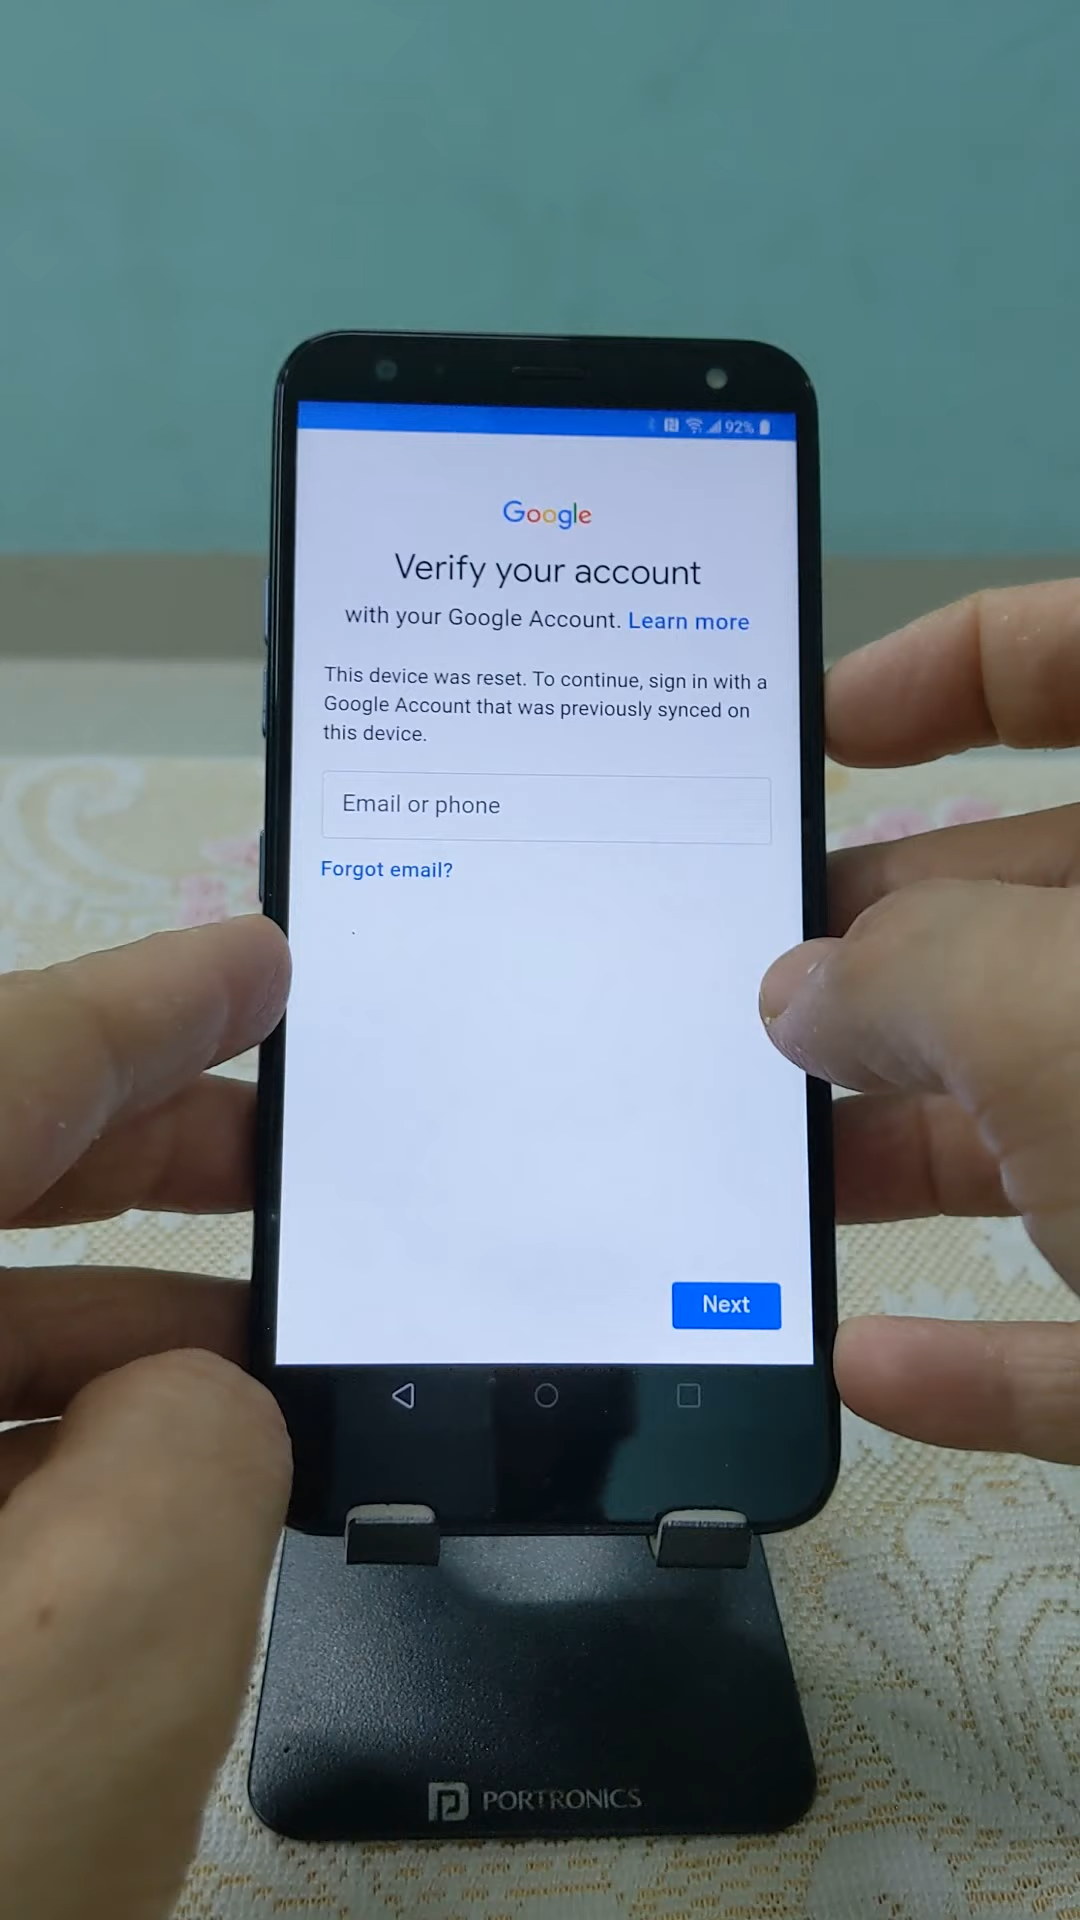 92%
Google
Verify your account
with your Google Account. Learn more
This device was reset. To continue, sign in with a
Google Account that was previously synced on
this device.
Email or phone
Forgot email?
Next
PORTRONICS